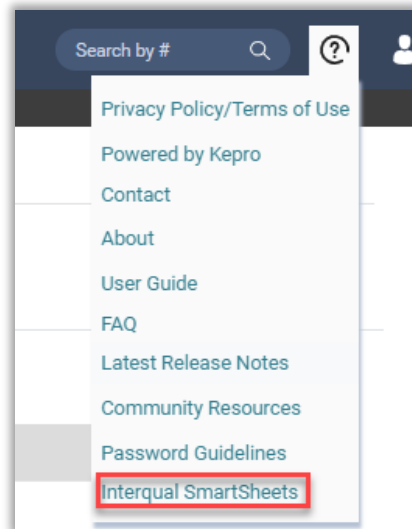 Search by #
Privacy Policy/Terms of Use
Powered by Kepro
Contact
About
User Guide
FAQ
Latest Release Notes
Community Resources
Password Guidelines
Interqual SmartSheets